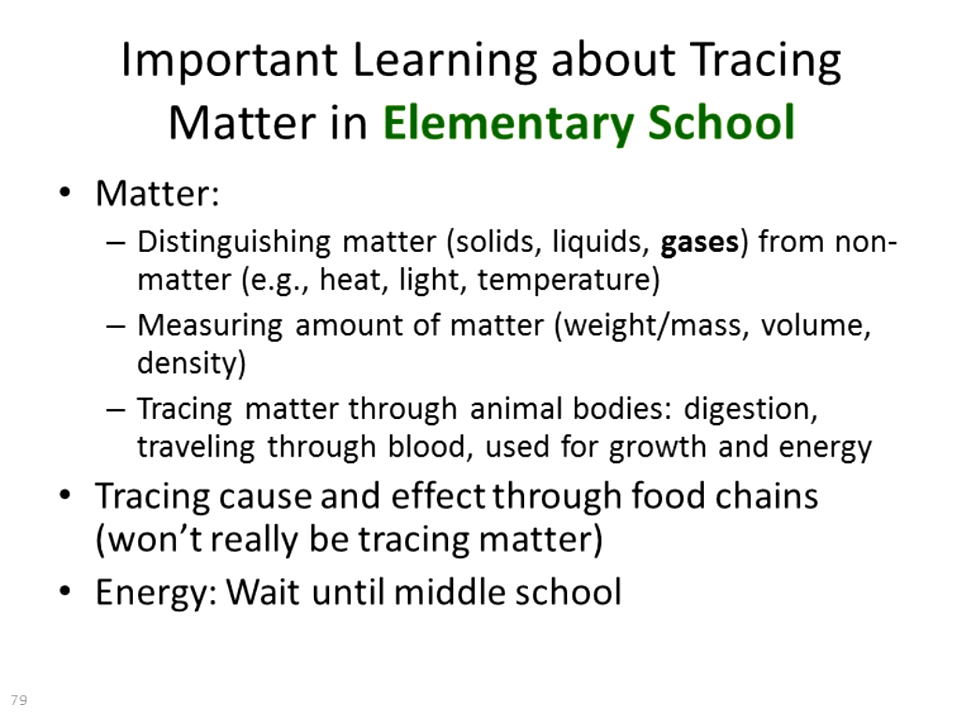 Important Learning about Tracing
Matter in Elementary School
• Matter:
– Distinguishing matter (solids, liquids, gases) from non-
matter (e.g., heat, light, temperature)
– Measuring amount of matter (weight/mass, volume,
density)
– Tracing matter through animal bodies: digestion,
traveling through blood, used for growth and energy
• Tracing cause and effect through food chains
(won’t really be tracing matter)
• Energy: Wait until middle school
79